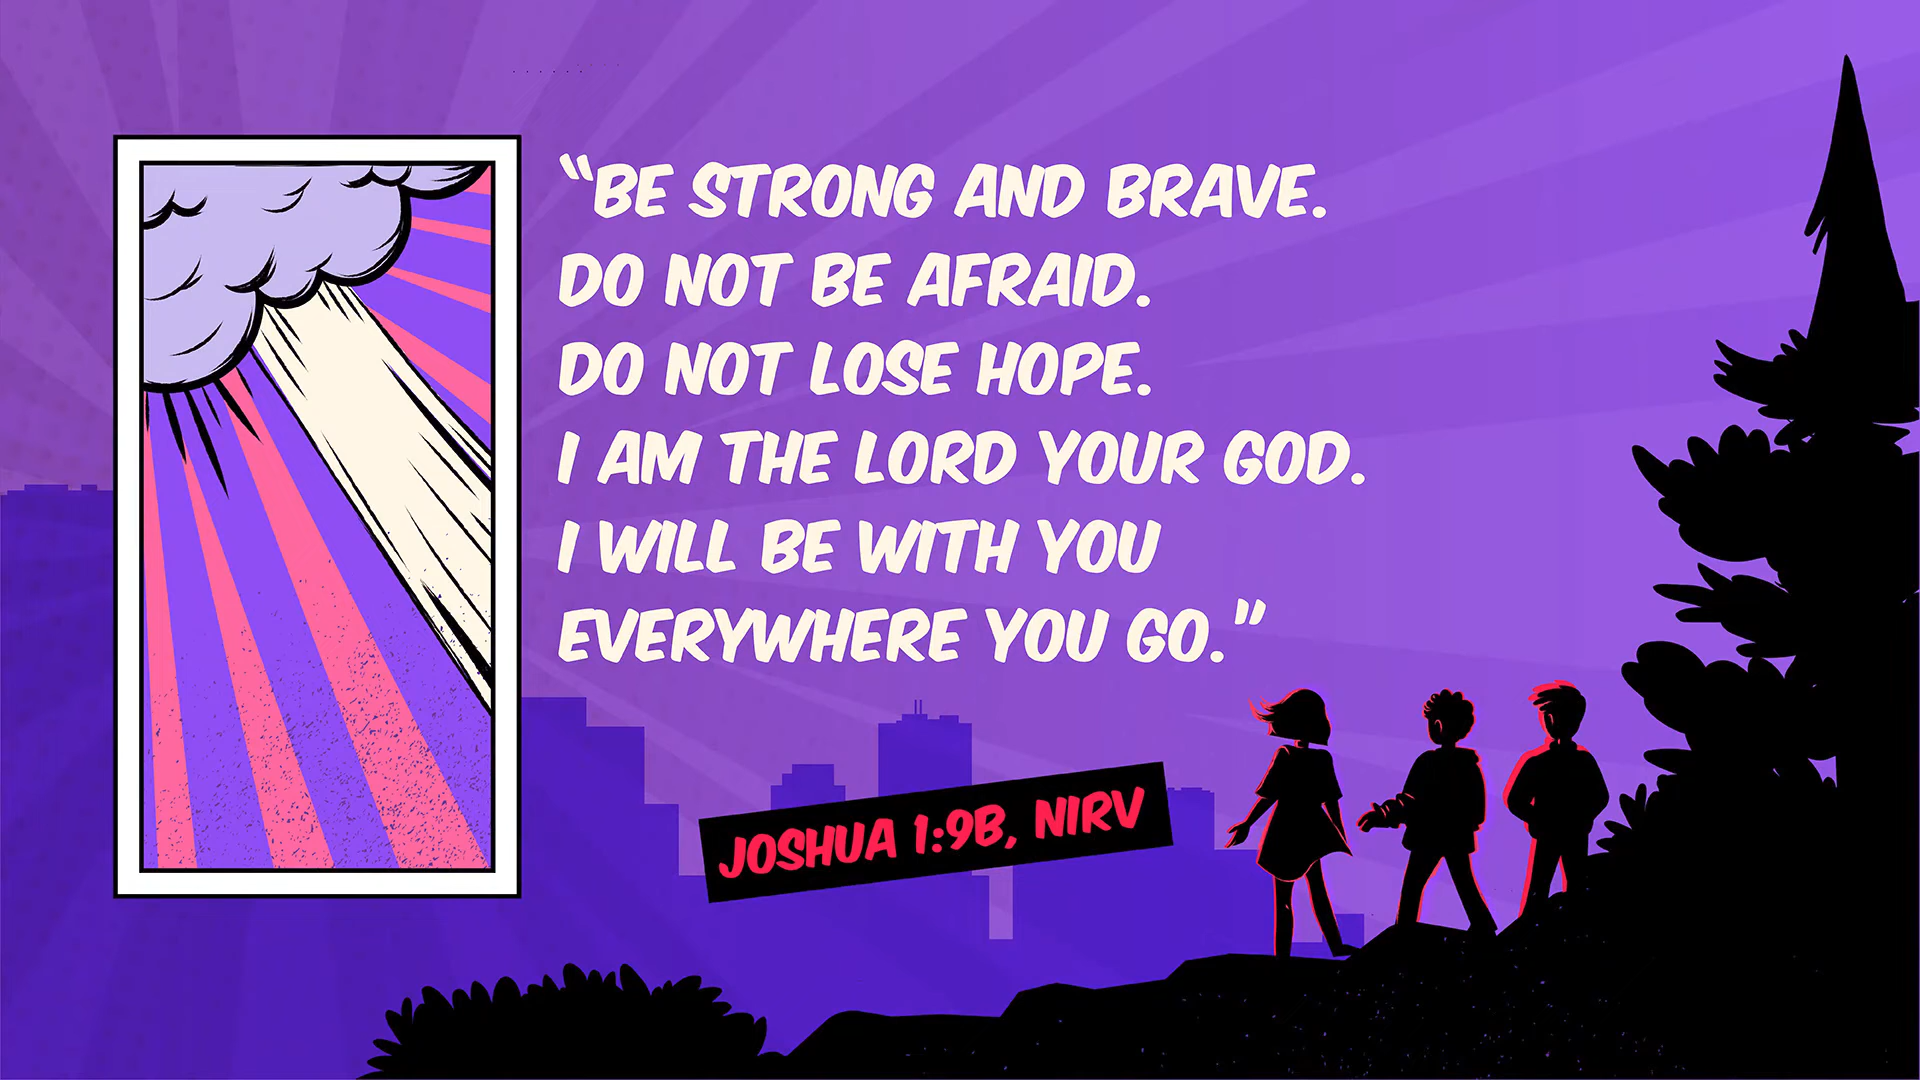 “BE STRONG AND BRAVE.
DO NOT BE AFRAID.
DO NOT LOSE HOPE.
I AM THE LORD YOUR GOD.
I WILL BE WITH YOU
EVERYWHERE YOU GO.”
JOSHUA 1:9B, NIRV